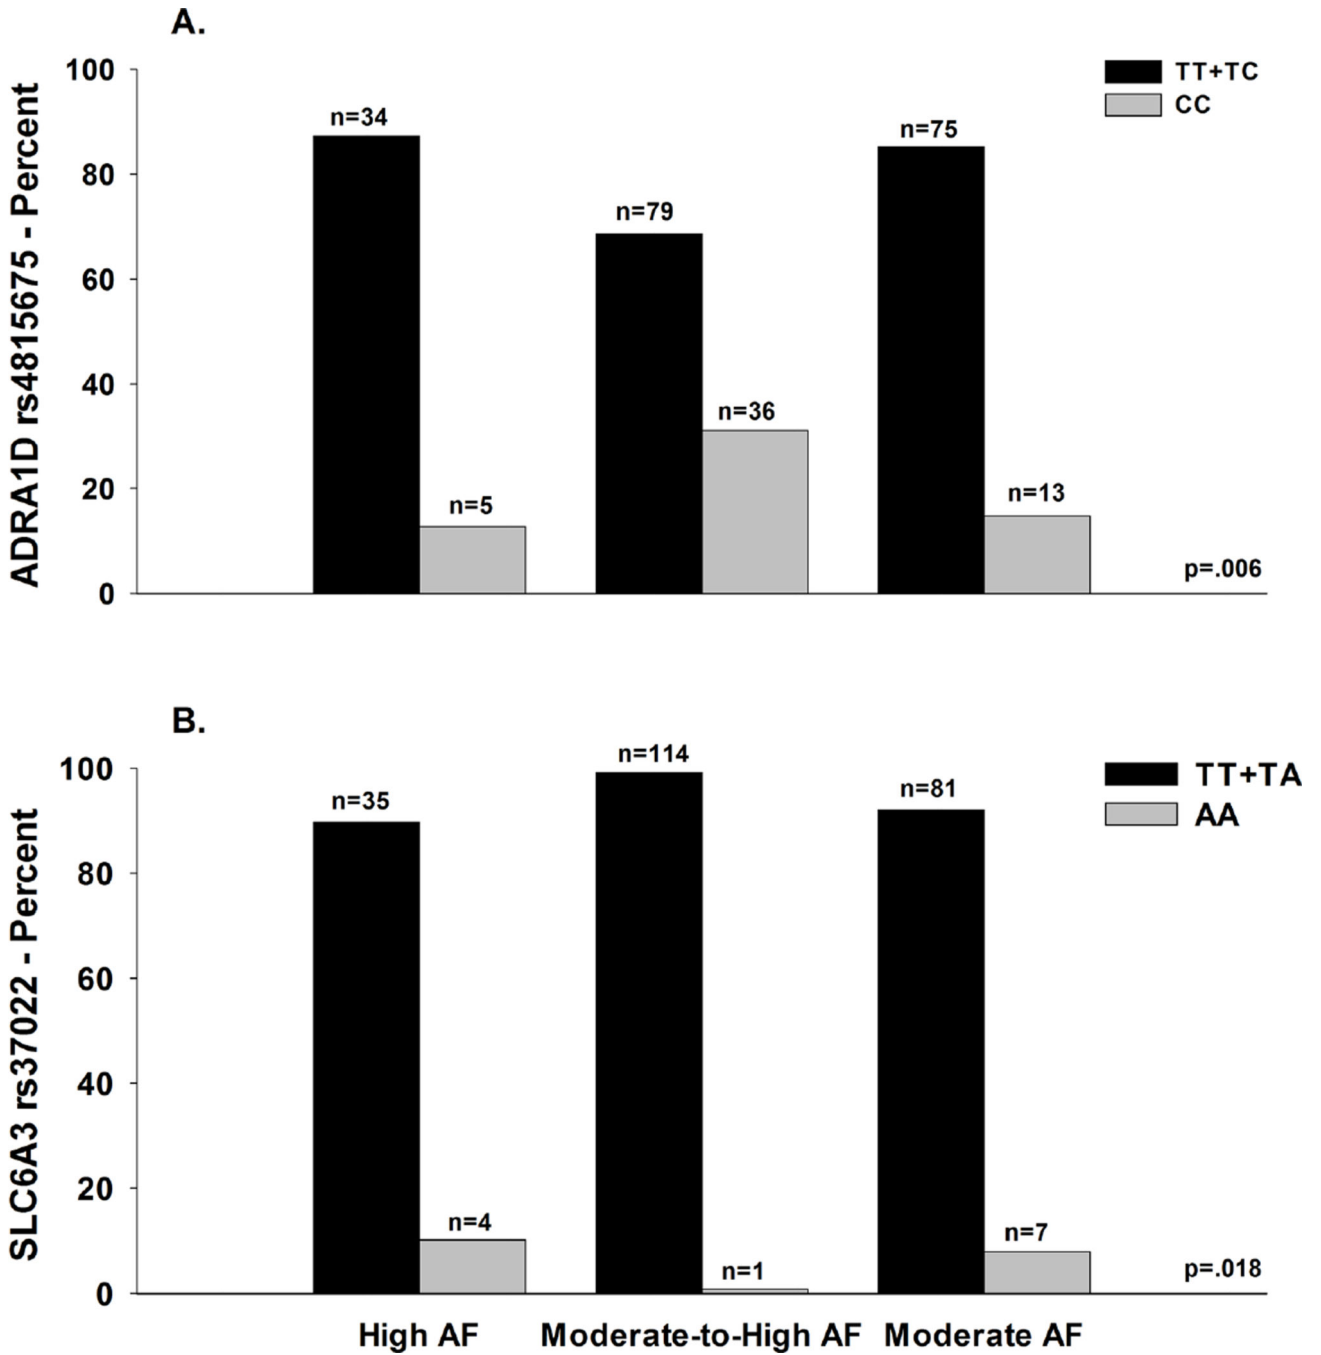 A.
ADRA1D rs4815675 - Percent
100
80
60
40
20
0
n=34
n=5
n=79
n=36
n=75
n=13
TT+TC
CC
p=.006
B.
SLC6A3 rs37022 - Percent
100
80
60
40
20
0
n=35
n=4
n=114
n=1
n=81
n=7
TT+TA
AA
p=.018
High AF
Moderate-to-High AF
Moderate AF